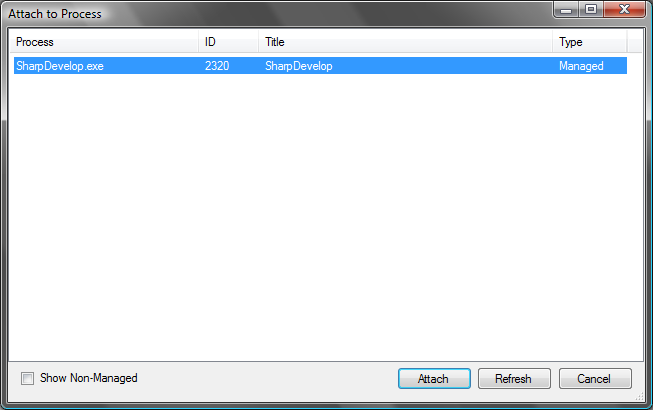 Attach to Process
Process ID Title Type
SharpDevelop.exe 2320 SharpDevelop Managed
Show Non-Managed Attach Refresh Cancel